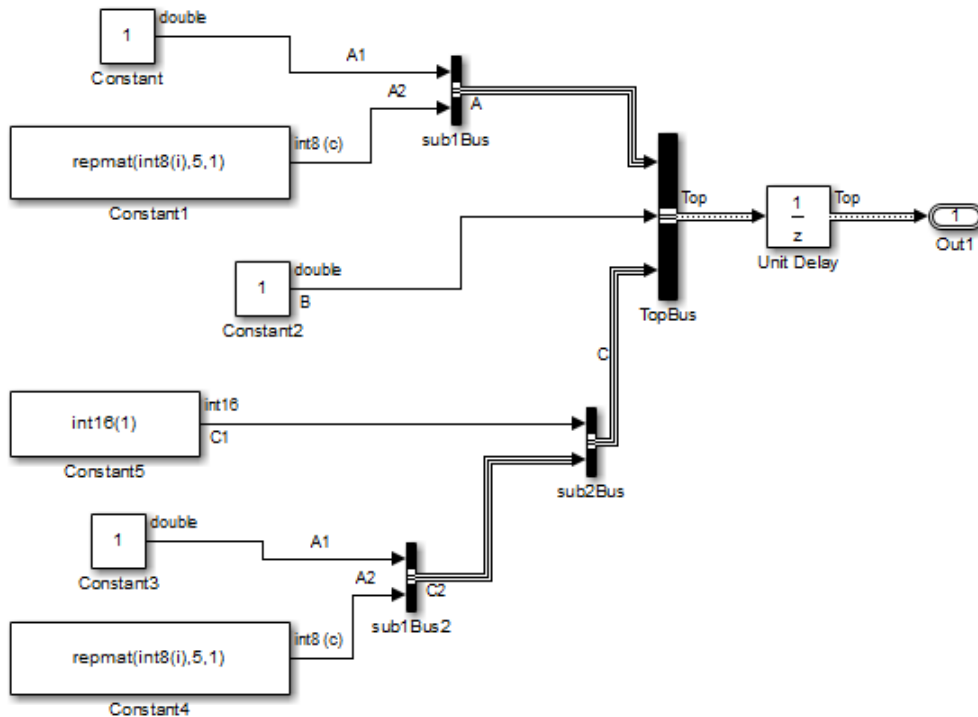 double
1
Constant
A1
A2
A
sub1Bus
repmat(int8(i),5,1)
int8 (c)
Constant1
double
1
B
Constant2
TopBus
Top
1
z
Unit Delay
Top
1
Out1
C
int16(1)
int16
C1
Constant5
sub2Bus
double
1
Constant3
A1
A2
C2
sub1Bus2
repmat(int8(i),5,1)
int8 (c)
Constant4